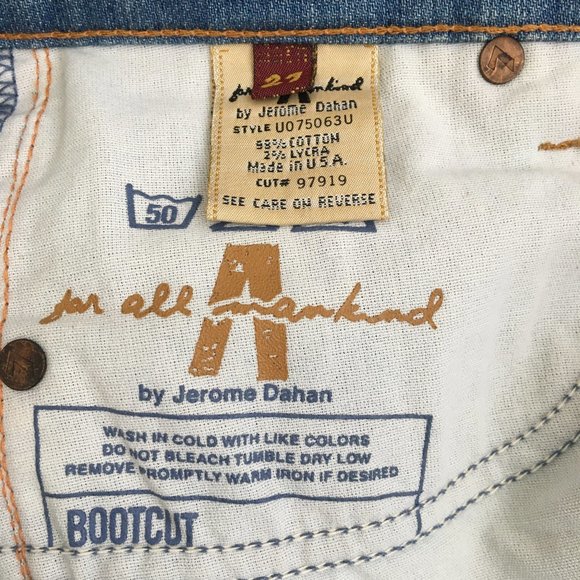 27
for all mankind
by Jerome Dahan
STYLE U075063U
98% COTTON
2% LYCRA
Made in U.S.A.
CUT# 97919
SEE CARE ON REVERSE
50
for all mankind
by Jerome Dahan
WASH IN COLD WITH LIKE COLORS
DO NOT BLEACH TUMBLE DRY LOW
REMOVE PROMPTLY WARM IRON IF DESIRED
BOOTCUT